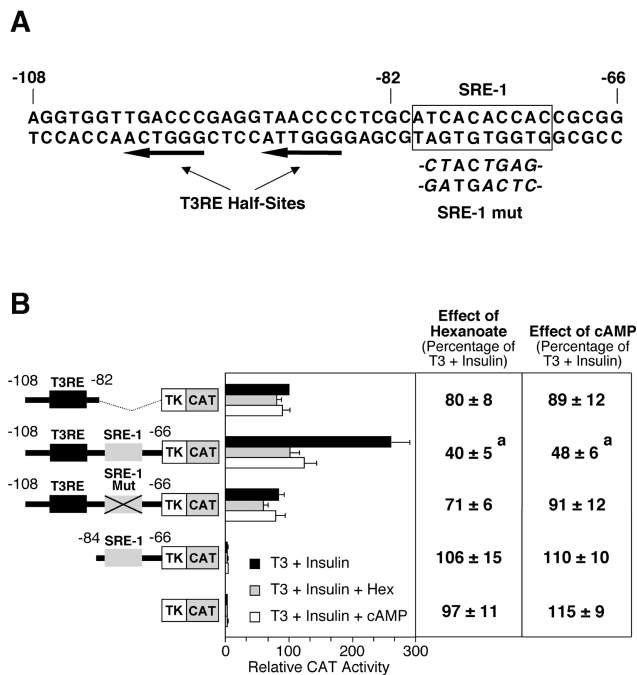 A
-108 -82 SRE-1 -66
AGGTGGTTGACCCGAGGTAACCCCTCGCATCACACCACCGCGG
TCCACCAACTGGGCTCCATTGGGGAGCGTAGTGTGGTGGCGCC
-CTACTGAG-
-GATGACTC-
T3RE Half-Sites
SRE-1 mut
B
Effect of Hexanoate
(Percentage of T3 + Insulin)
Effect of cAMP
(Percentage of T3 + Insulin)
-108 T3RE -82 TK CAT 80 ± 8 89 ± 12
-108 T3RE SRE-1 -66 TK CAT 40 ± 5 a 48 ± 6 a
-108 T3RE SRE-1 Mut -66 TK CAT 71 ± 6 91 ± 12
-84 SRE-1 -66 TK CAT 106 ± 15 110 ± 10
TK CAT 97 ± 11 115 ± 9
T3 + Insulin
T3 + Insulin + Hex
T3 + Insulin + cAMP
0 100 200 300
Relative CAT Activity